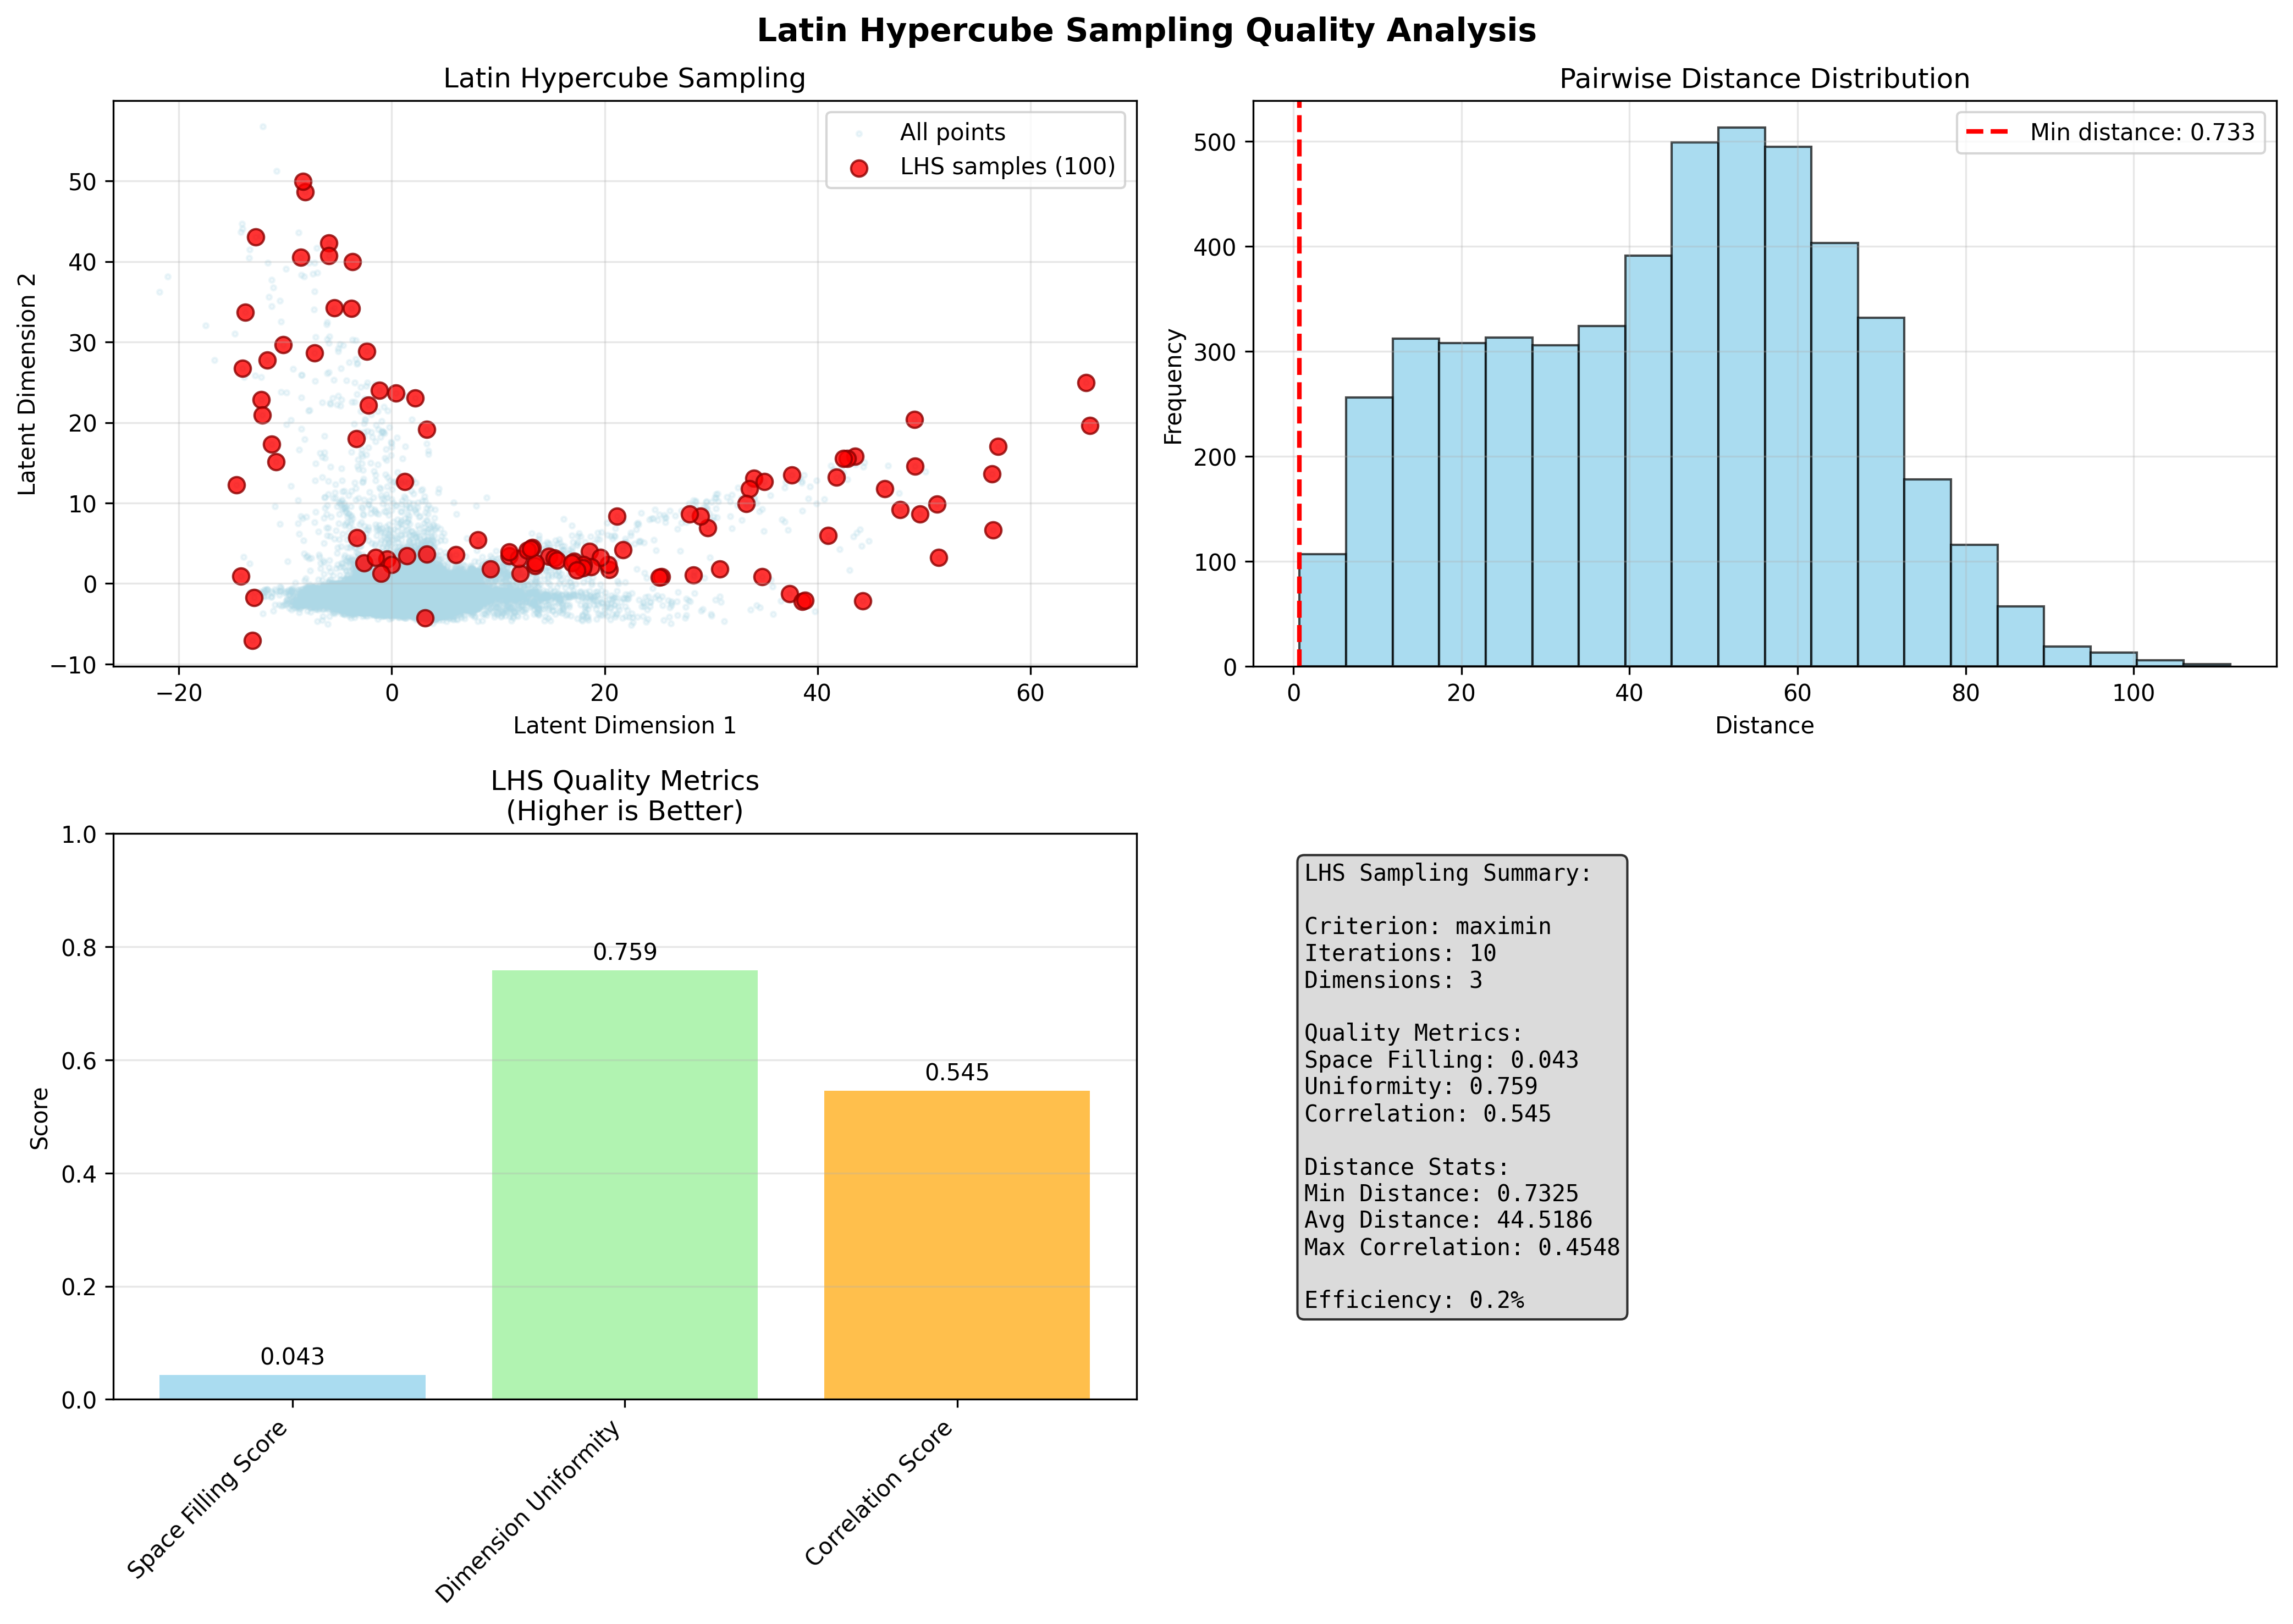 Latin Hypercube Sampling Quality Analysis
Latin Hypercube Sampling
All points
LHS samples (100)
50
40
30
20
10
0
−10
−20
0
20
40
60
Latent Dimension 2
Latent Dimension 1
Pairwise Distance Distribution
Min distance: 0.733
500
400
300
200
100
0
0
20
40
60
80
100
Frequency
Distance
LHS Quality Metrics
(Higher is Better)
1.0
0.8
0.6
0.4
0.2
0.0
Score
0.043
0.759
0.545
Space Filling Score
Dimension Uniformity
Correlation Score
LHS Sampling Summary:
Criterion: maximin
Iterations: 10
Dimensions: 3
Quality Metrics:
Space Filling: 0.043
Uniformity: 0.759
Correlation: 0.545
Distance Stats:
Min Distance: 0.7325
Avg Distance: 44.5186
Max Correlation: 0.4548
Efficiency: 0.2%